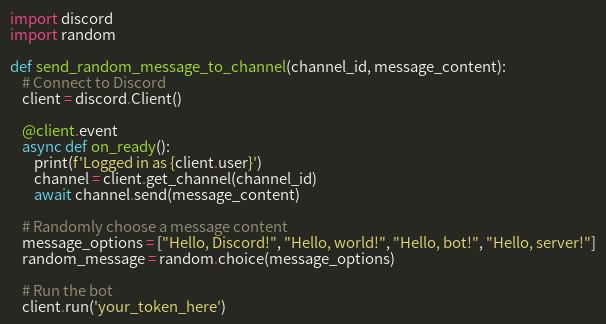 import discord
import random
def send_random_message_to_channel(channel_id, message_content):
# Connect to Discord
client = discord.Client()
@client.event
async def on_ready():
print(f'Logged in as {client.user}')
channel = client.get_channel(channel_id)
await channel.send(message_content)
# Randomly choose a message content
message_options = ["Hello, Discord!", "Hello, world!", "Hello, bot!", "Hello, server!"]
random_message = random.choice(message_options)
# Run the bot
client.run('your_token_here')